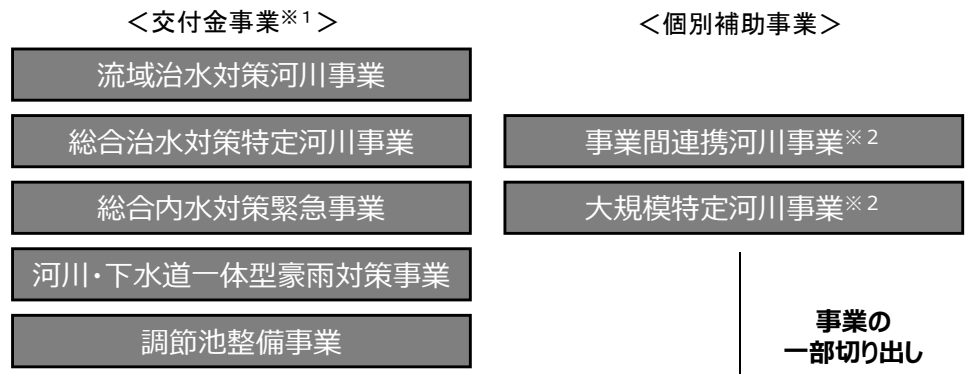 ＜交付金事業※１＞
流域治水対策河川事業
総合治水対策特定河川事業
総合内水対策緊急事業
河川・下水道一体型豪雨対策事業
調節池整備事業
＜個別補助事業＞
事業間連携河川事業※２
大規模特定河川事業※２
事業の
一部切り出し